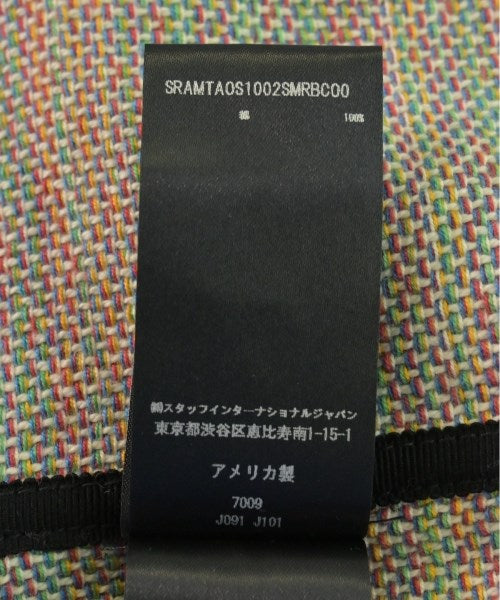 SRAMTAOS1002SMRBC00
綿 100%
㈱スタッフインターナショナルジャパン
東京都渋谷区恵比寿南1-15-1
アメリカ製
7009
J091 J101